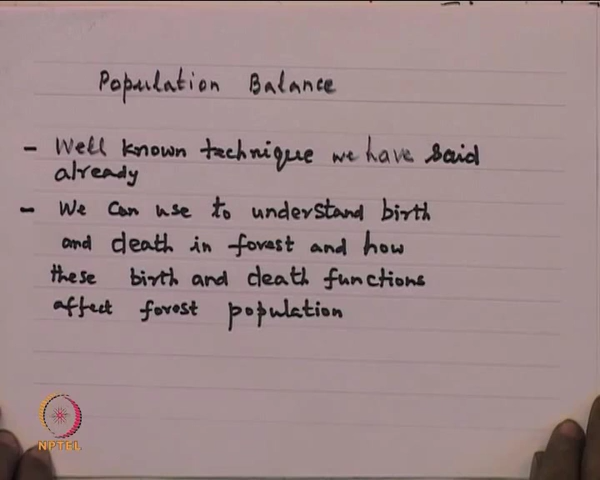 Population Balance
- Well known technique we have said
already
- We can use to understand birth
and death in forest and how
these birth and death functions
affect forest population
NPTEL